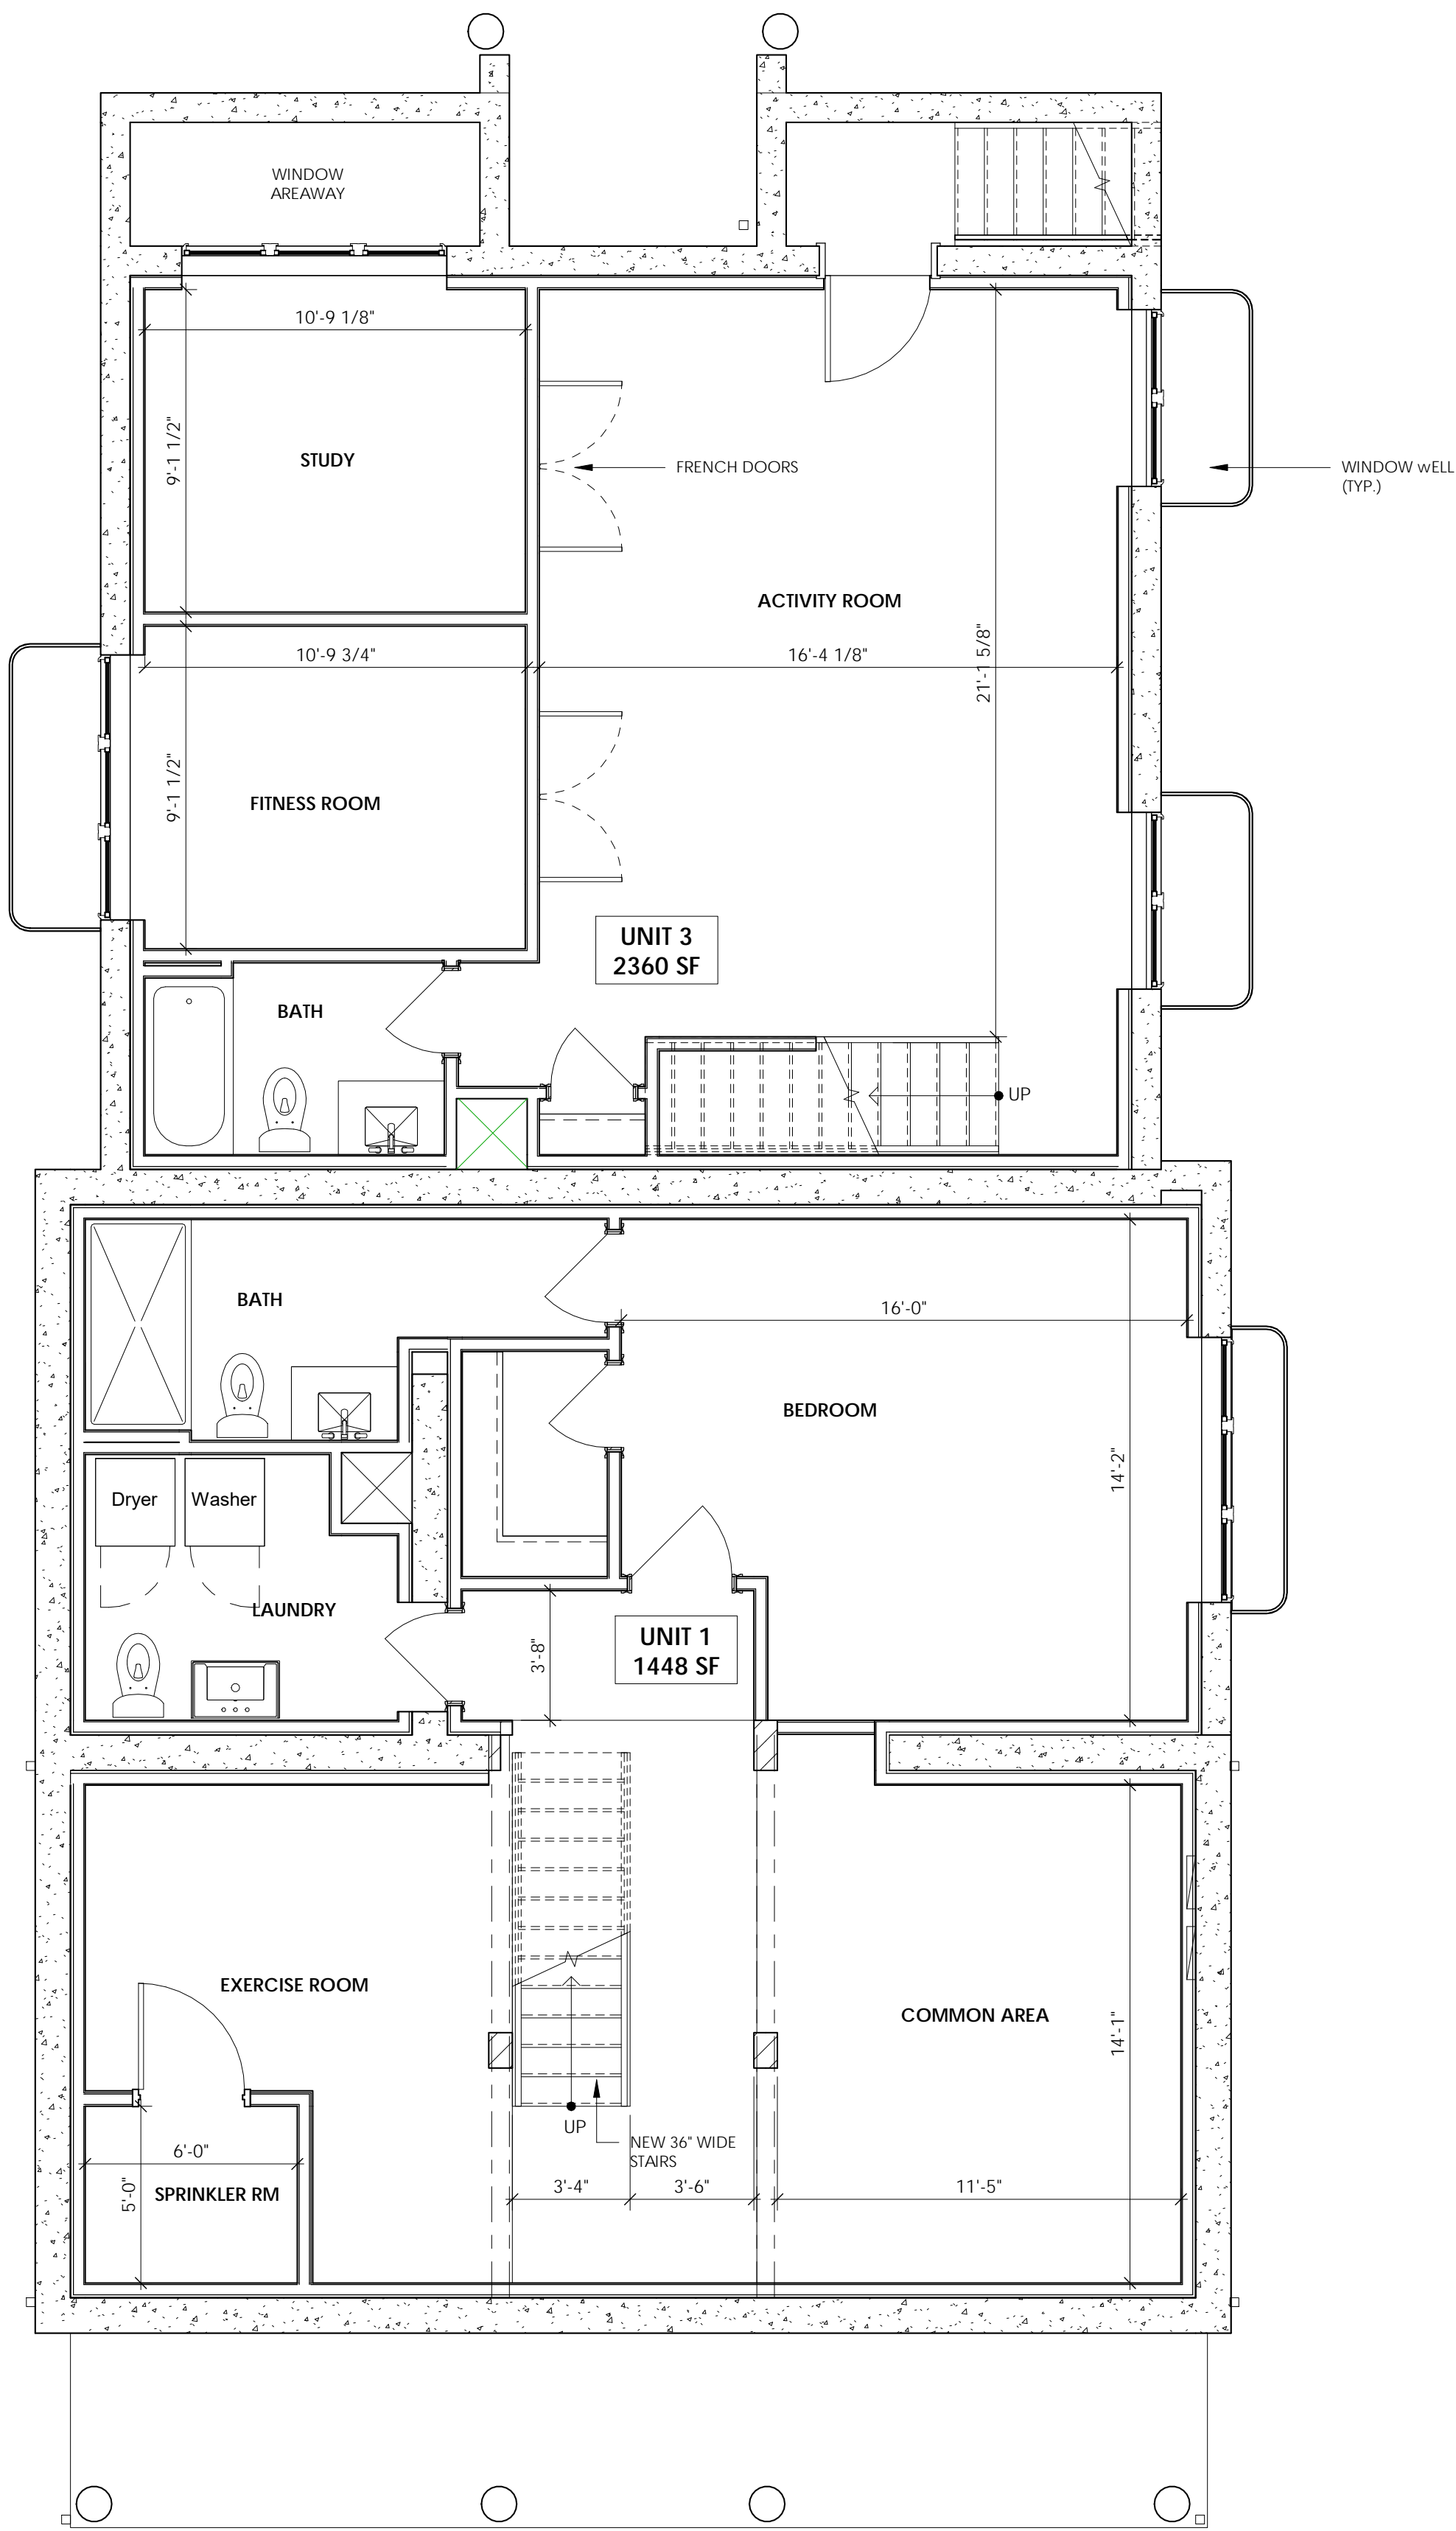 WINDOW
AREAWAY
10'-9 1/8"
9'-1 1/2"
STUDY
FRENCH DOORS
WINDOW wELL
(TYP.)
ACTIVITY ROOM
10'-9 3/4"
16'-4 1/8"
21'-1 5/8"
9'-1 1/2"
FITNESS ROOM
UNIT 3
2360 SF
BATH
UP
BATH
16'-0"
BEDROOM
14'-2"
Dryer
Washer
LAUNDRY
3'-8"
UNIT 1
1448 SF
EXERCISE ROOM
COMMON AREA
14'-1"
UP
NEW 36" WIDE
STAIRS
6'-0"
5'-0"
SPRINKLER RM
3'-4"
3'-6"
11'-5"